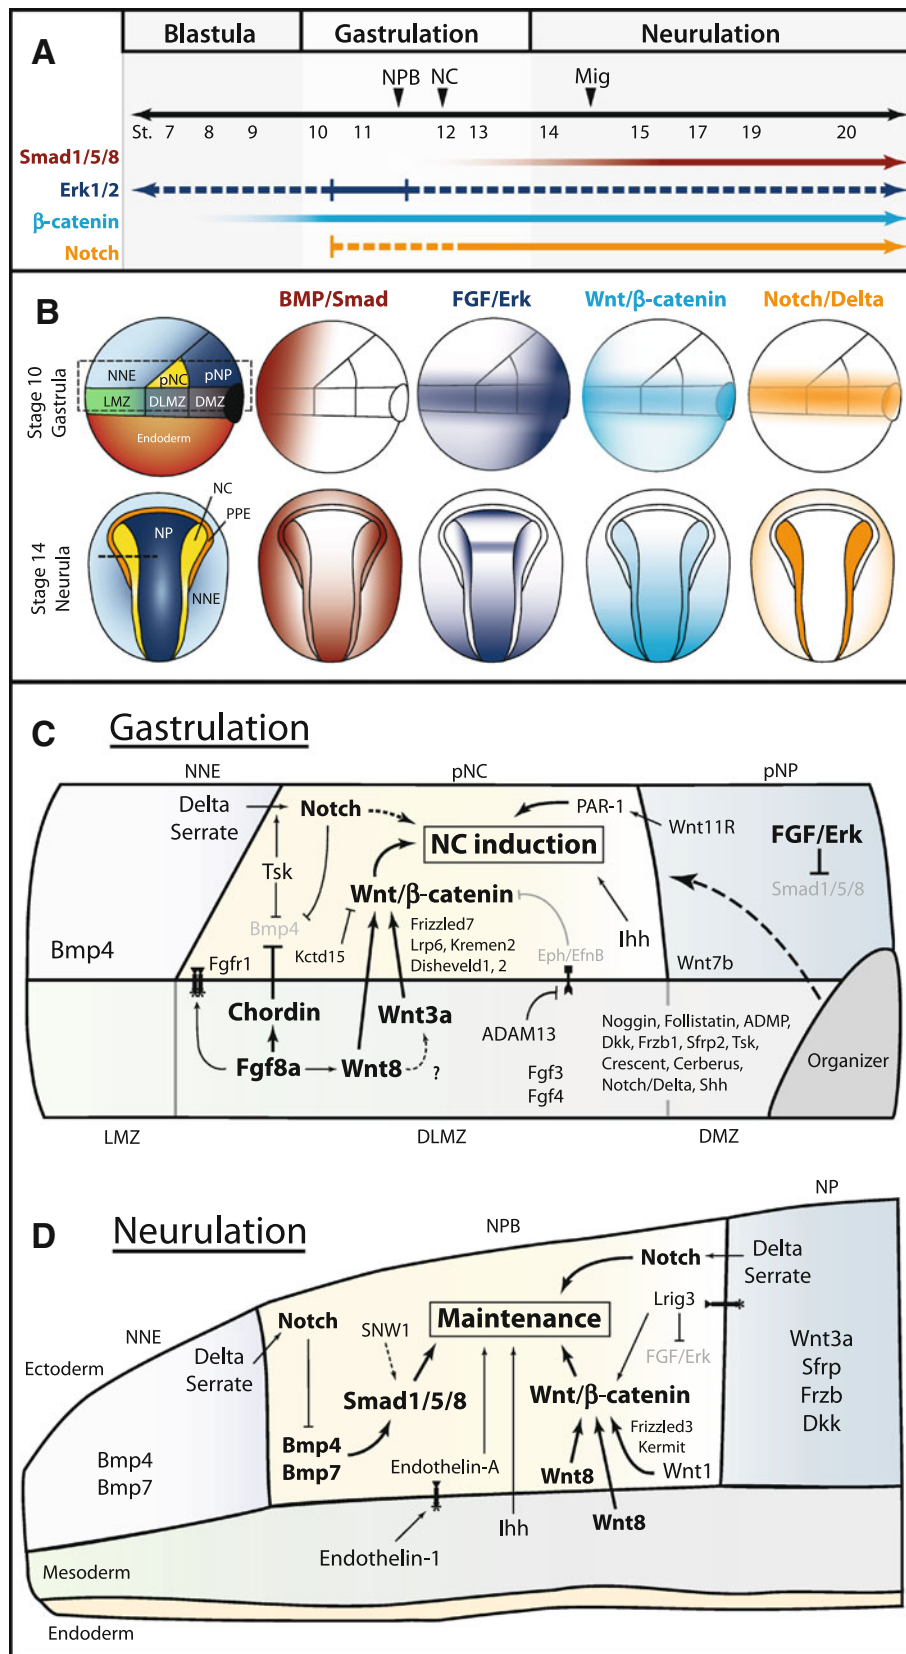 A
Blastula
Gastrulation
Neurulation
NPB
NC
Mig
St. 7 8 9 10 11 12 13 14 15 17 19 20
Smad1/5/8
Erk1/2
β-catenin
Notch
B
BMP/Smad
FGF/Erk
Wnt/β-catenin
Notch/Delta
Stage 10
Gastrula
NNE
pNC
pNP
LMZ
DLMZ
DMZ
Endoderm
Stage 14
Neurula
NC
PPE
NP
NNE
C
Gastrulation
NNE
pNC
pNP
Delta
Serrate
Notch
PAR-1
Wnt11R
FGF/Erk
Smad1/5/8
NC induction
Tsk
Wnt/β-catenin
Bmp4
Bmp4
Kctd15
Frizzled7
Lrp6, Kremen2
Disheveld1, 2
Eph/EfnB
Ihh
Wnt7b
Fgfr1
Chordin
Wnt3a
ADAM13
Fgf8a
Wnt8
?
Fgf3
Fgf4
Noggin, Follistatin, ADMP,
Dkk, Frzb1, Sfrp2, Tsk,
Crescent, Cerberus,
Notch/Delta, Shh
Organizer
LMZ
DLMZ
DMZ
D
Neurulation
NP
NPB
NNE
Ectoderm
Notch
Delta
Serrate
Lrig3
FGF/Erk
Maintenance
Notch
Delta
Serrate
SNW1
Smad1/5/8
Wnt/β-catenin
Wnt3a
Sfrp
Frzb
Dkk
Bmp4
Bmp7
Bmp4
Bmp7
Endothelin-A
Frizzled3
Kermit
Wnt8
Wnt1
Wnt8
Ihh
Endothelin-1
Mesoderm
Endoderm